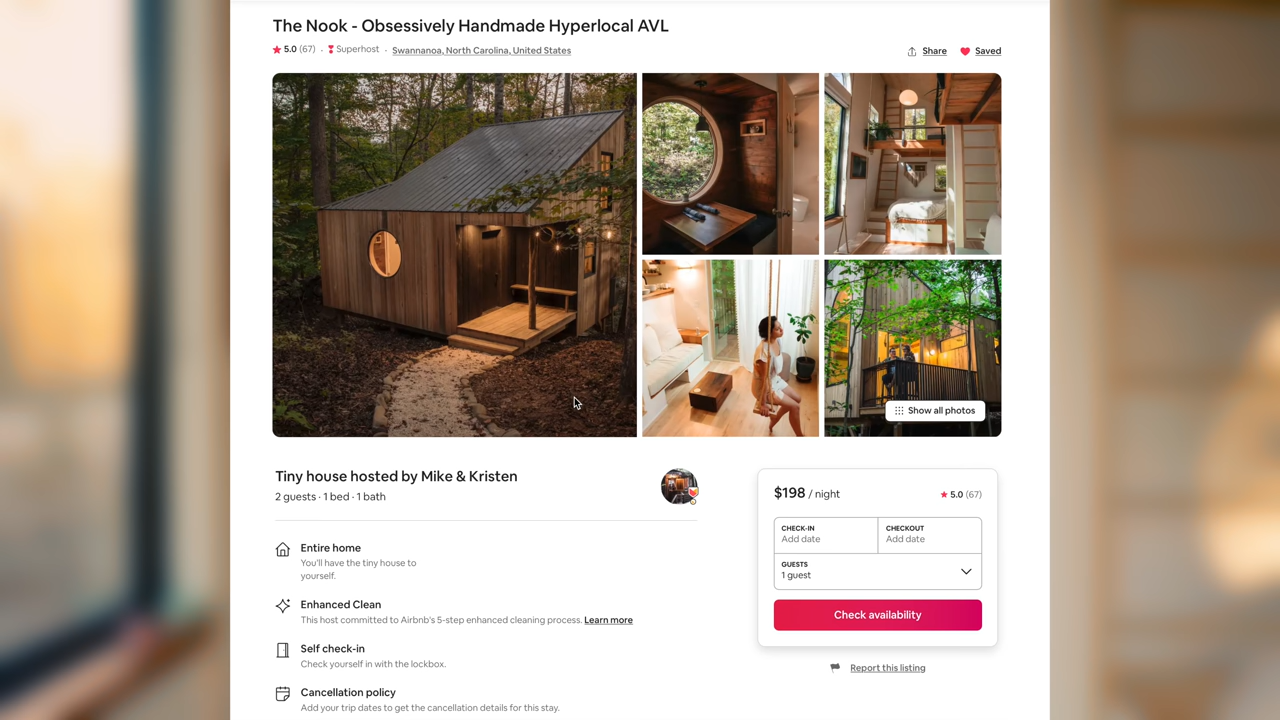 The Nook - Obsessively Handmade Hyperlocal AVL
5.0 (67) · Superhost · Swannanoa, North Carolina, United States
Share Saved
Show all photos
Tiny house hosted by Mike & Kristen
2 guests · 1 bed · 1 bath
Entire home
You'll have the tiny house to
yourself.
Enhanced Clean
This host committed to Airbnb's 5-step enhanced cleaning process. Learn more
Self check-in
Check yourself in with the lockbox.
Cancellation policy
Add your trip dates to get the cancellation details for this stay.
$198 / night
5.0 (67)
CHECK-IN
Add date
CHECKOUT
Add date
GUESTS
1 guest
Check availability
Report this listing